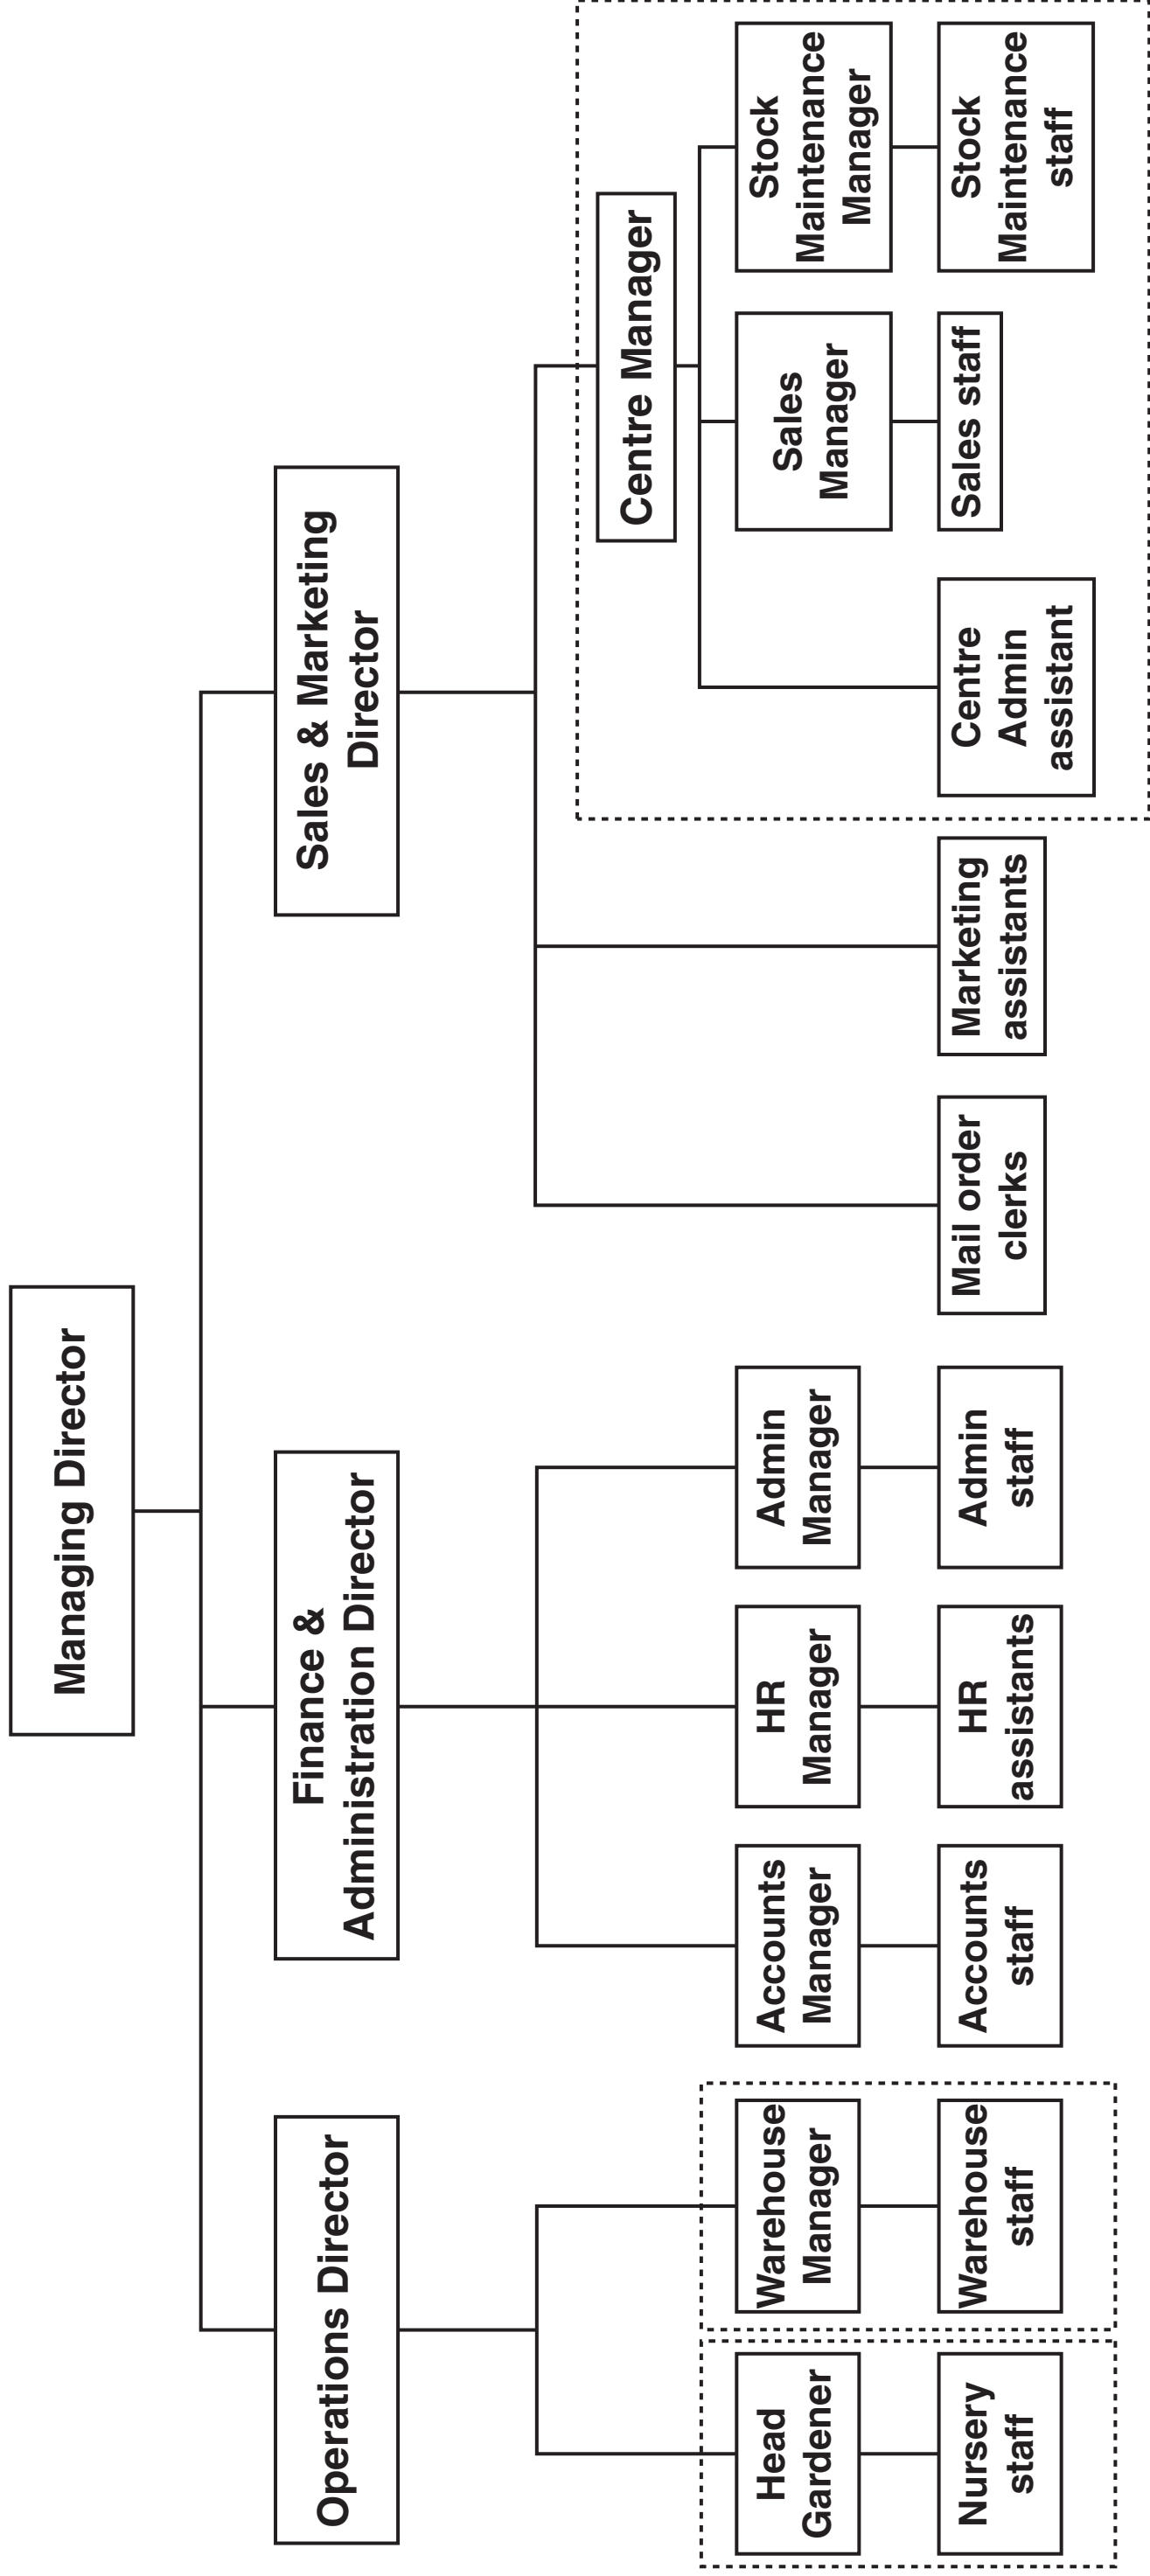 Managing Director
Operations Director
Finance &
Administration Director
Sales & Marketing
Director
Centre Manager
Head
Gardener
Warehouse
Manager
Accounts
Manager
HR
Manager
Admin
Manager
Sales
Manager
Stock
Maintenance
Manager
Nursery
staff
Warehouse
staff
Accounts
staff
HR
assistants
Admin
staff
Mail order
clerks
Marketing
assistants
Centre
Admin
assistant
Sales staff
Stock
Maintenance
staff